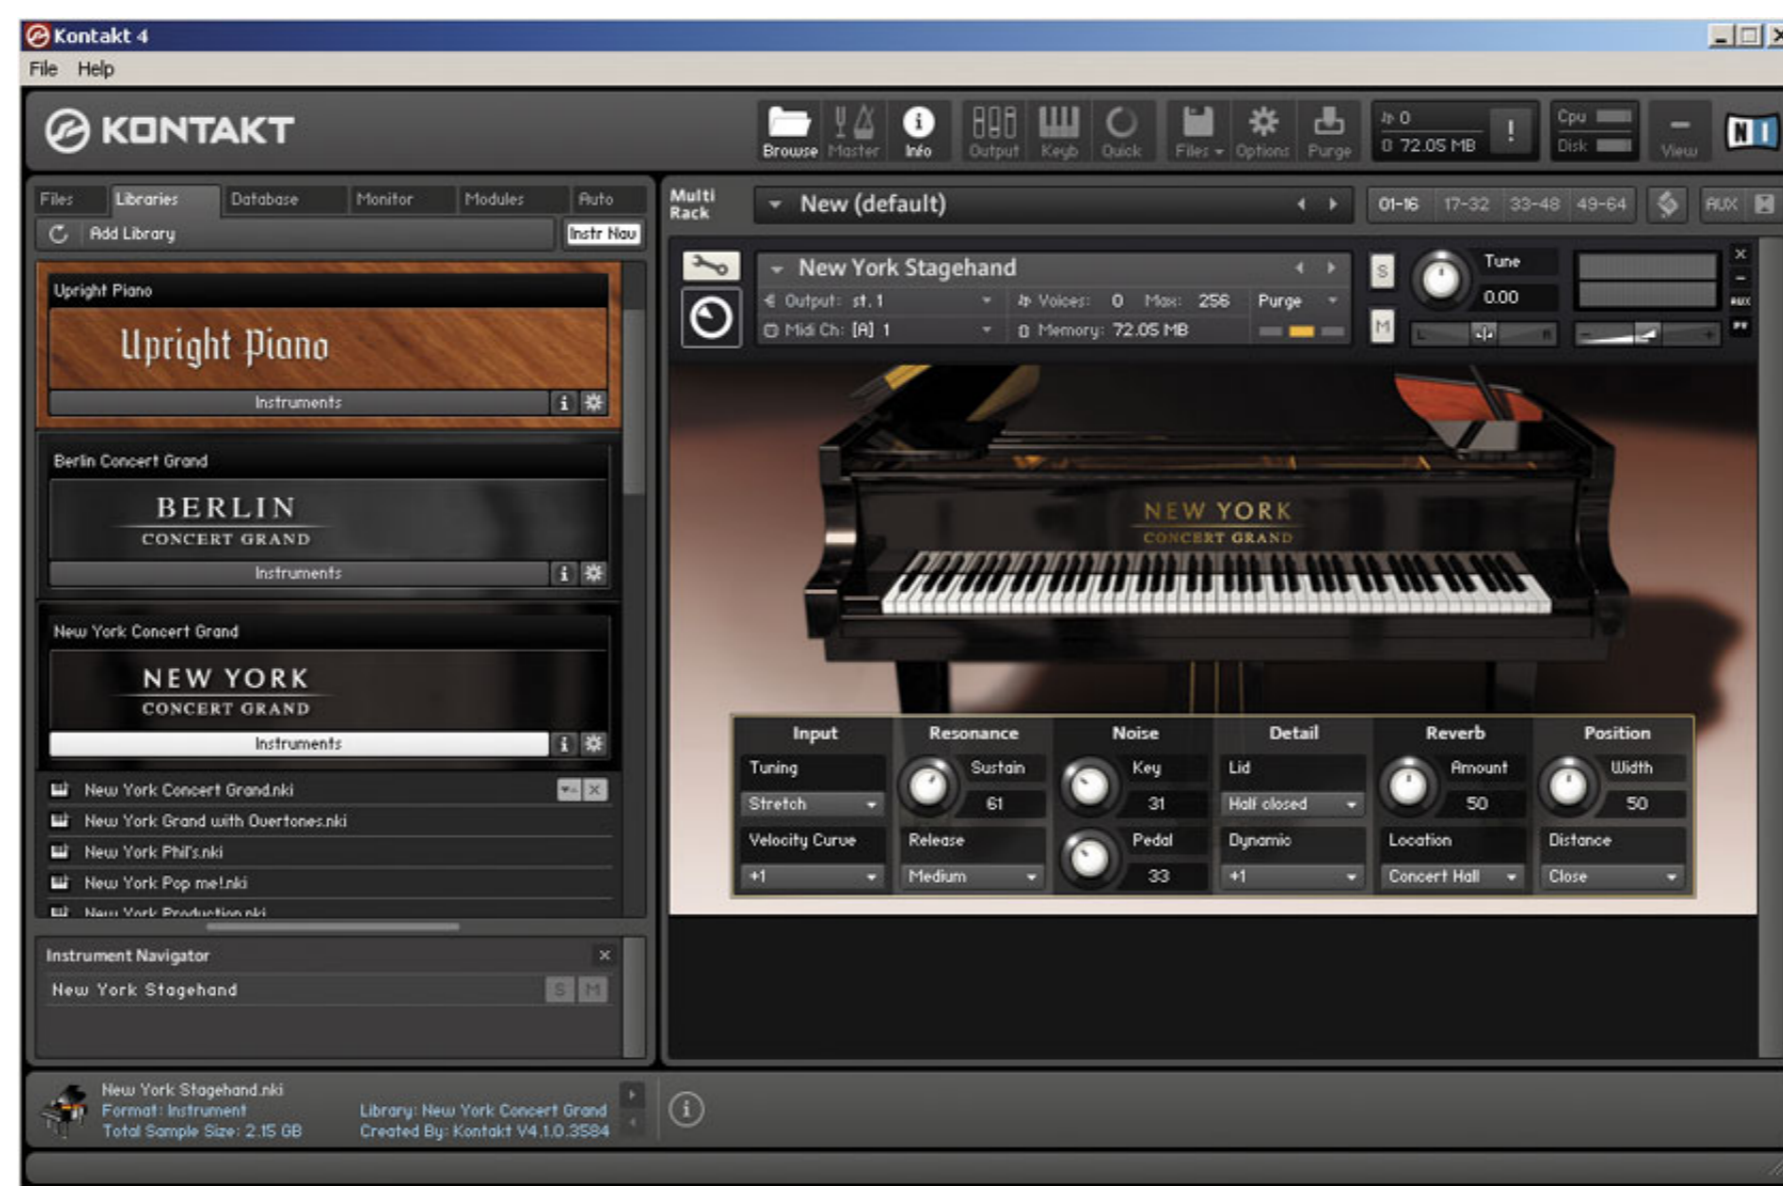 Kontakt 4
File Help
KONTAKT
Browse Master Info Output Keyb Quick Files Options Purge
0
72.05 MB
!
Cpu
Disk
View
NI
Files Libraries Database Monitor Modules Auto
Add Library Instr Nav
Upright Piano
Upright Piano
Instruments
Berlin Concert Grand
BERLIN
CONCERT GRAND
Instruments
New York Concert Grand
NEW YORK
CONCERT GRAND
Instruments
New York Concert Grand.nki
New York Grand with Overtones.nki
New York Phil's.nki
New York Pop me!.nki
New York Production.nki
Instrument Navigator
New York Stagehand S M
Multi
Rack
New (default)
01-16 17-32 33-48 49-64 AUX
New York Stagehand
Output: st.1 Voices: 0 Max: 256 Purge
Midi Ch: [A] 1 Memory: 72.05 MB
S
M
Tune
0.00
L R
- +
AUX
PV
NEW YORK
CONCERT GRAND
Input Resonance Noise Detail Reverb Position
Tuning Sustain Key Lid Amount Width
Stretch 61 31 Half closed 50 50
Velocity Curve Release Pedal Dynamic Location Distance
+1 Medium 33 +1 Concert Hall Close
New York Stagehand.nki
Format: Instrument Library: New York Concert Grand
Total Sample Size: 2.15 GB Created By: Kontakt V4.1.0.3584